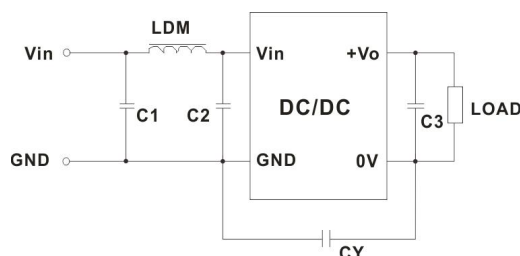 LDM
Vin
Vin
+Vo
C1
C2
DC/DC
C3
LOAD
GND
GND
0V
CY